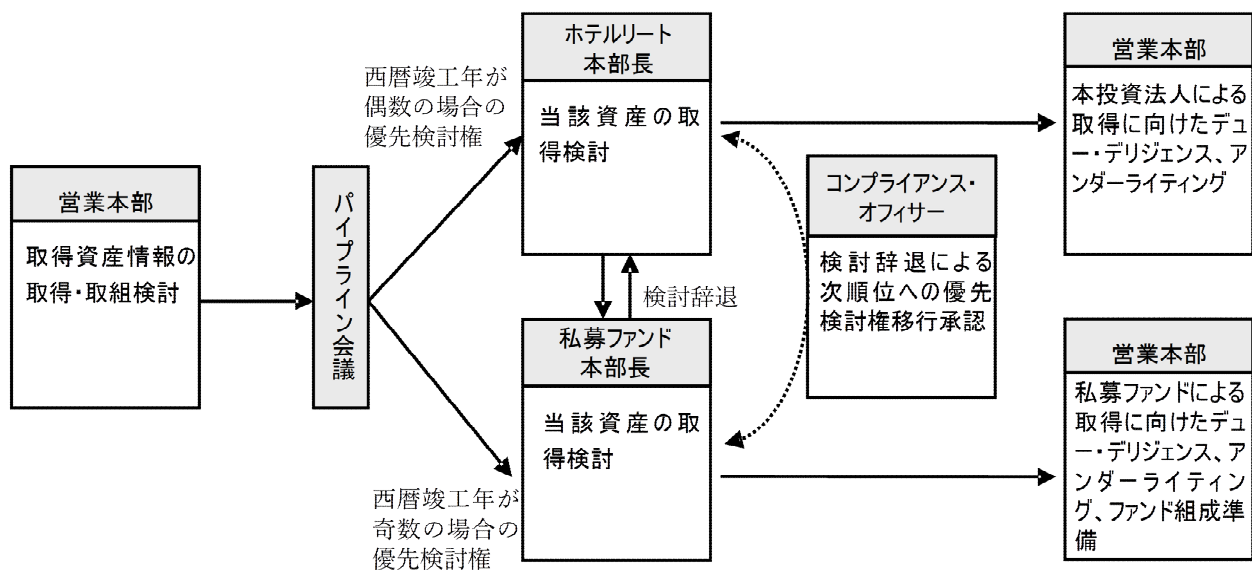 営業本部
取得資産情報の
取得・取組検討
パイプライン会議
西暦竣工年が
偶数の場合の
優先検討権
ホテルリート
本部長
当該資産の取
得検討
検討辞退
西暦竣工年が
奇数の場合の
優先検討権
私募ファンド
本部長
当該資産の取
得検討
コンプライアンス・
オフィサー
検討辞退による
次順位への優先
検討権移行承認
営業本部
本投資法人による
取得に向けたデュ
ー・デリジェンス、ア
ンダーライティング
営業本部
私募ファンドによる
取得に向けたデュ
ー・デリジェンス、ア
ンダーライティン
グ、ファンド組成準
備